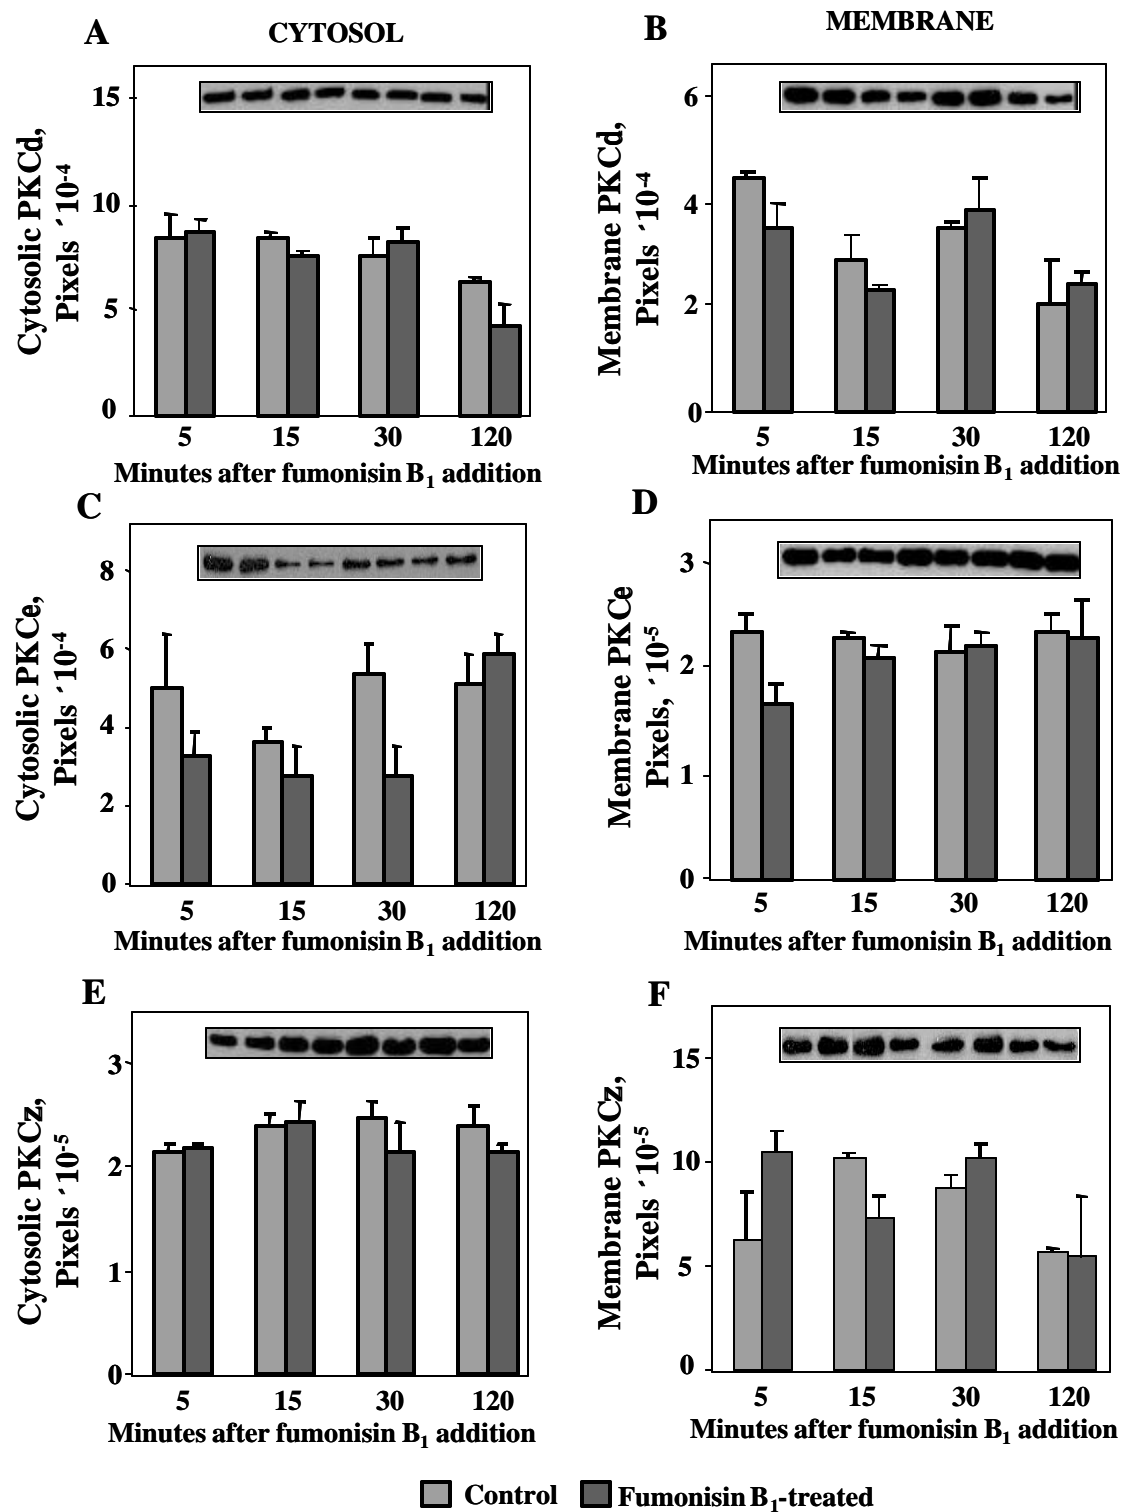 A
CYTOSOL
15
10
5
0
Cytosolic PKCd,
Pixels ´10-4
5 15 30 120
Minutes after fumonisin B1 addition
B
MEMBRANE
6
4
2
0
Membrane PKCd,
Pixels ´10-4
5 15 30 120
Minutes after fumonisin B1 addition
C
8
6
4
2
0
Cytosolic PKCe,
Pixels ´10-4
5 15 30 120
Minutes after fumonisin B1 addition
D
3
2
1
0
Membrane PKCe
Pixels, ´10-5
5 15 30 120
Minutes after fumonisin B1 addition
E
3
2
1
0
Cytosolic PKCz,
Pixels ´10-5
5 15 30 120
Minutes after fumonisin B1 addition
F
15
10
5
0
Membrane PKCz,
Pixels ´10-5
5 15 30 120
Minutes after fumonisin B1 addition
Control Fumonisin B1-treated